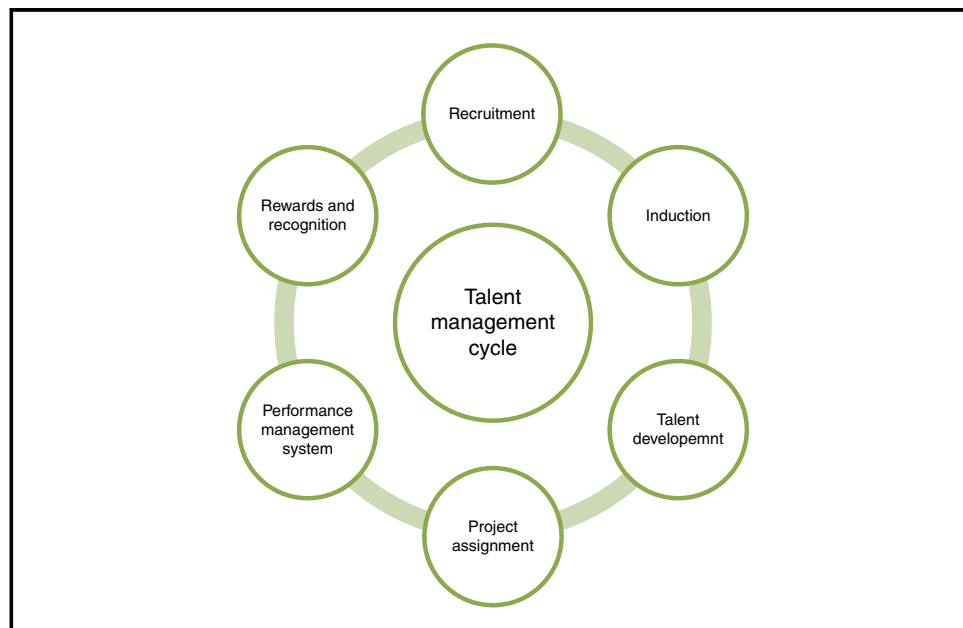 Recruitment
Rewards and
recognition
Induction
Talent
management
cycle
Performance
management
system
Talent
developemnt
Project
assignment